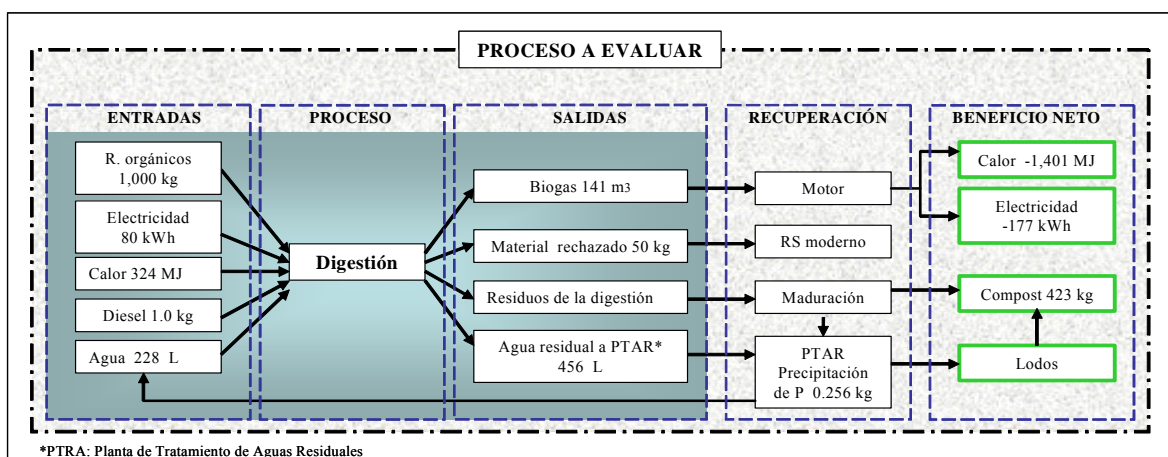 PROCESO A EVALUAR
ENTRADAS
R. orgánicos
1,000 kg
Electricidad
80 kWh
Calor 324 MJ
Diesel 1.0 kg
Agua 228 L
PROCESO
Digestión
SALIDAS
Biogas 141 m3
Material rechazado 50 kg
Residuos de la digestión
Agua residual a PTAR*
456 L
RECUPERACIÓN
Motor
RS moderno
Maduración
PTAR
Precipitación
de P 0.256 kg
BENEFICIO NETO
Calor -1,401 MJ
Electricidad
-177 kWh
Compost 423 kg
Lodos
*PTRA: Planta de Tratamiento de Aguas Residuales